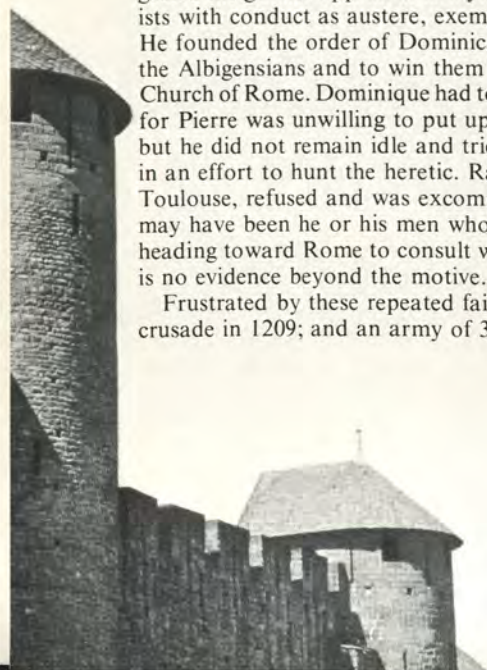 ists with conduct as austere, exem
He founded the order of Dominic
the Albigensians and to win them
Church of Rome. Dominique had to
for Pierre was unwilling to put up
but he did not remain idle and trie
in an effort to hunt the heretic. Ra
Toulouse, refused and was excom
may have been he or his men who
heading toward Rome to consult w
is no evidence beyond the motive.
Frustrated by these repeated fai
crusade in 1209; and an army of 3